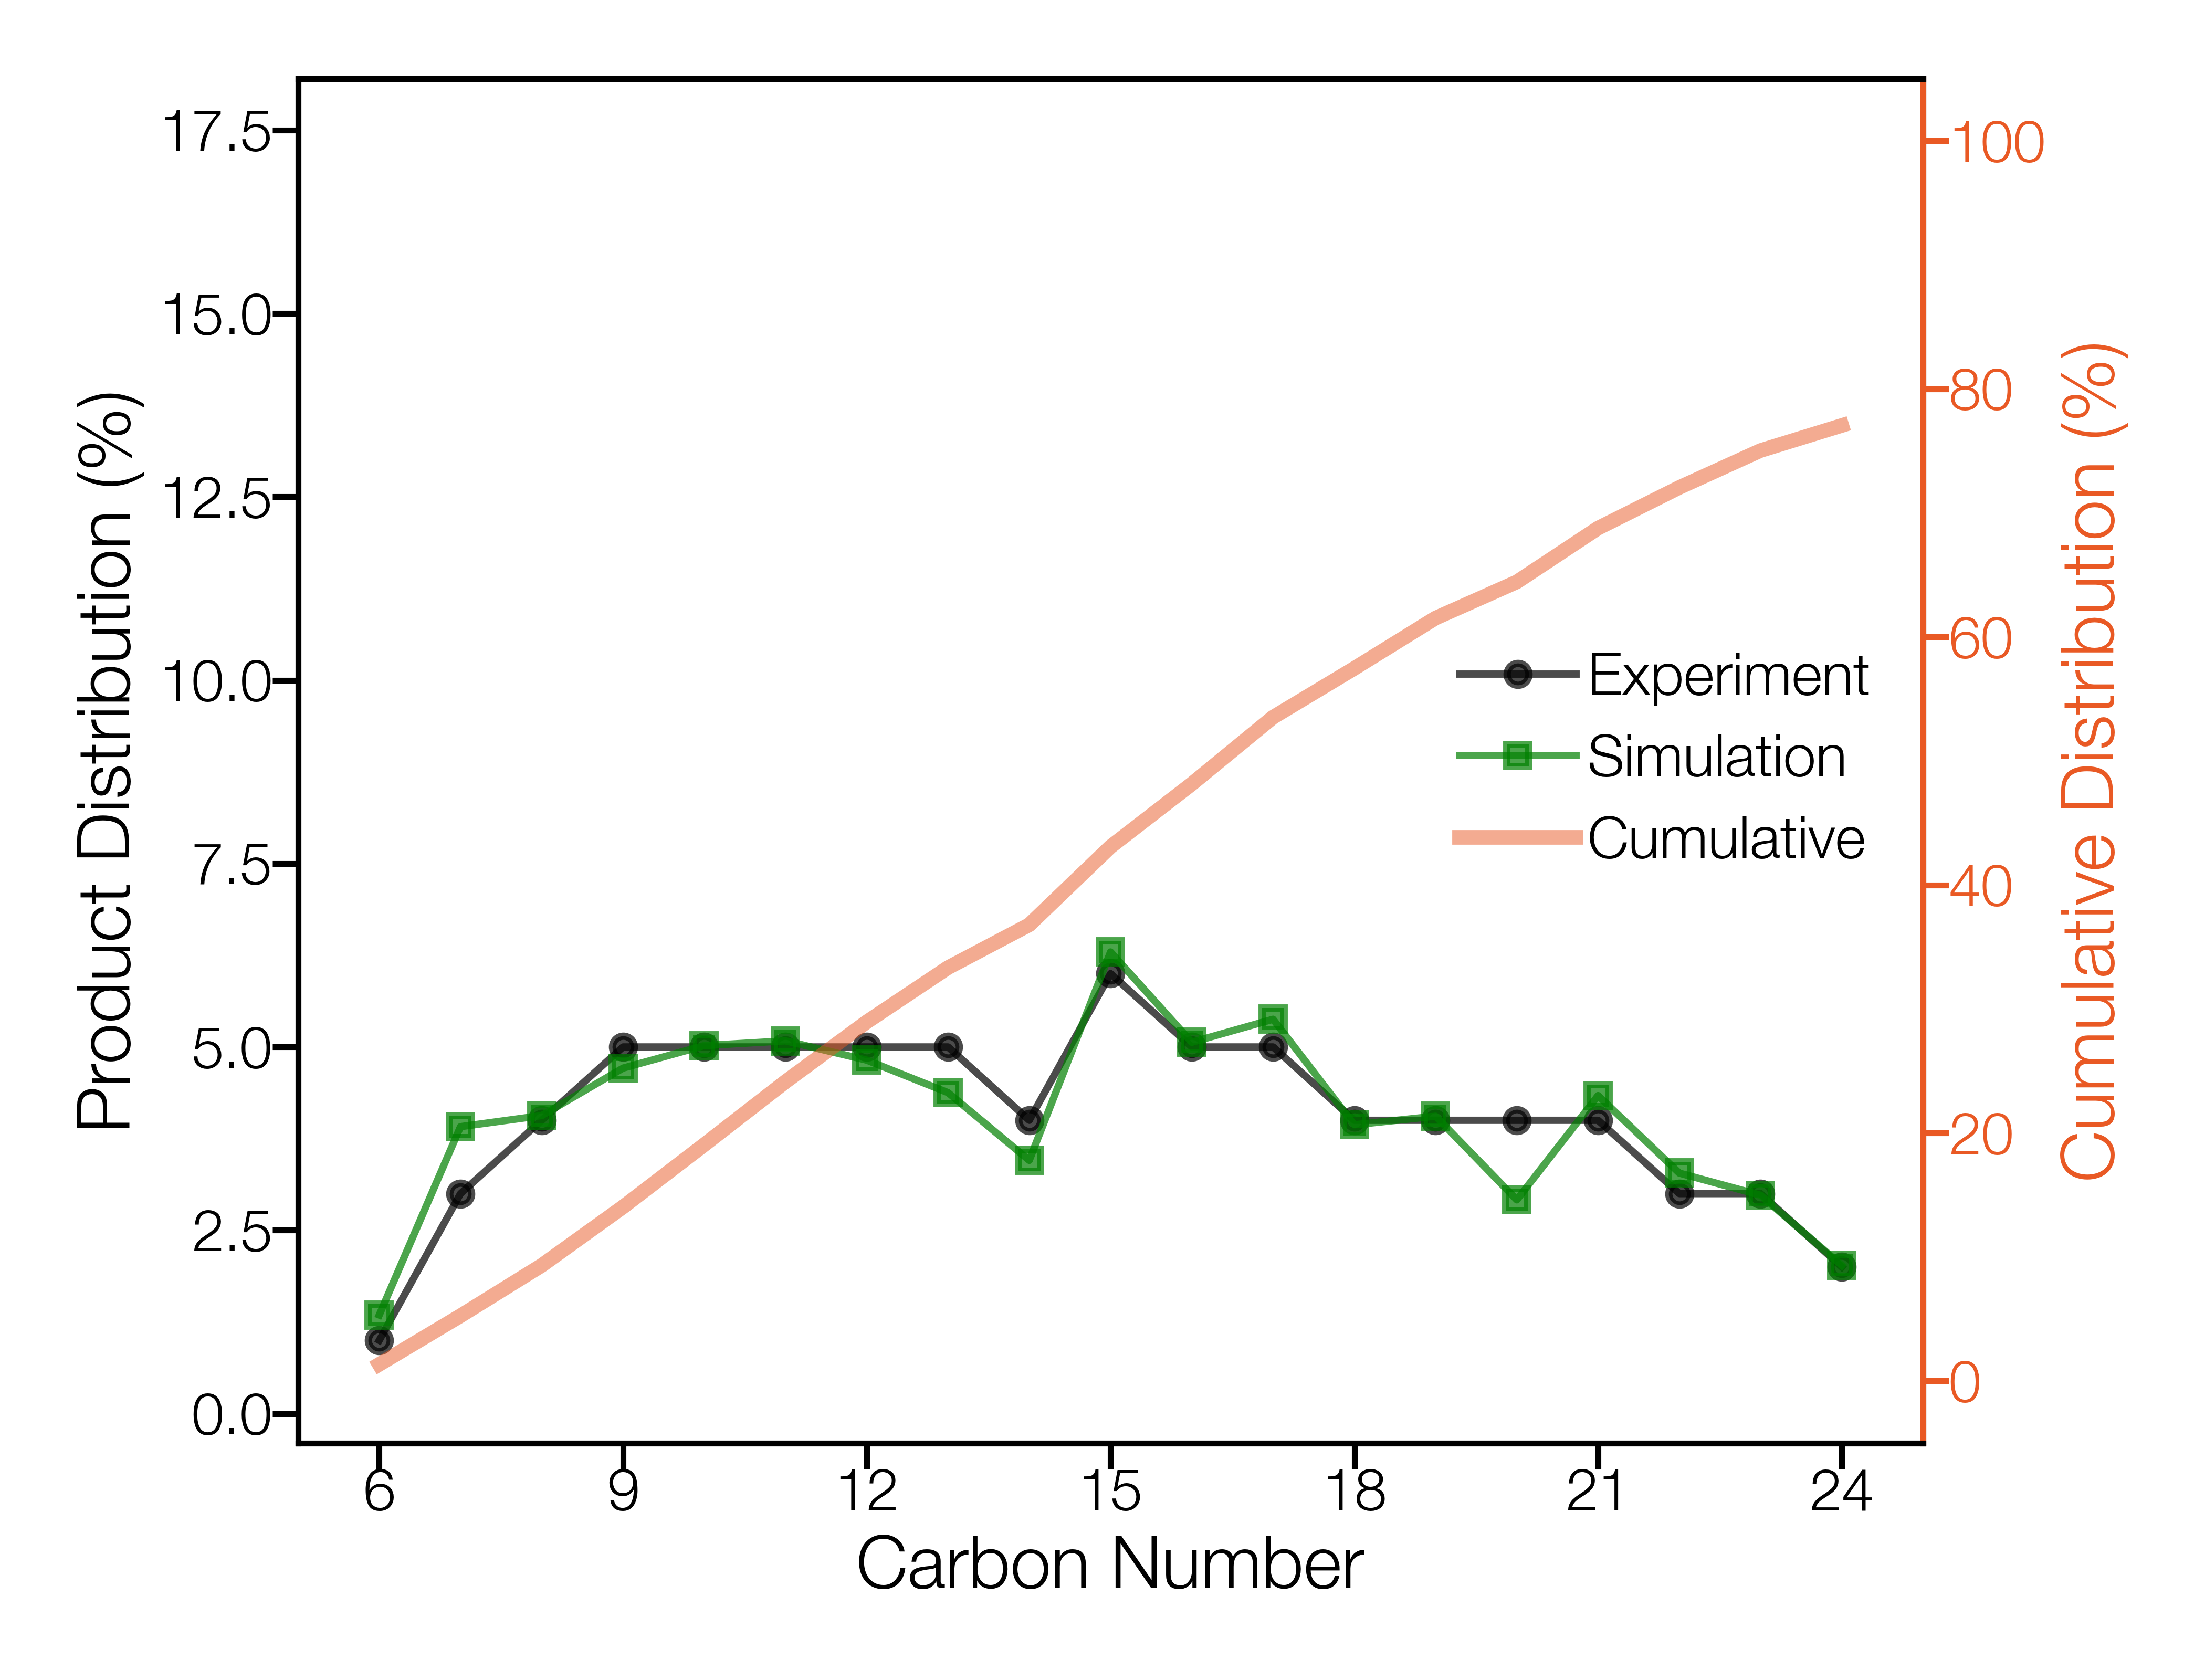 Product Distribution (%)
17.5
15.0
12.5
10.0
7.5
5.0
2.5
0.0
6 9 12 15 18 21 24
Carbon Number
Experiment
Simulation
Cumulative
100
80
60
40
20
0
Cumulative Distribution (%)